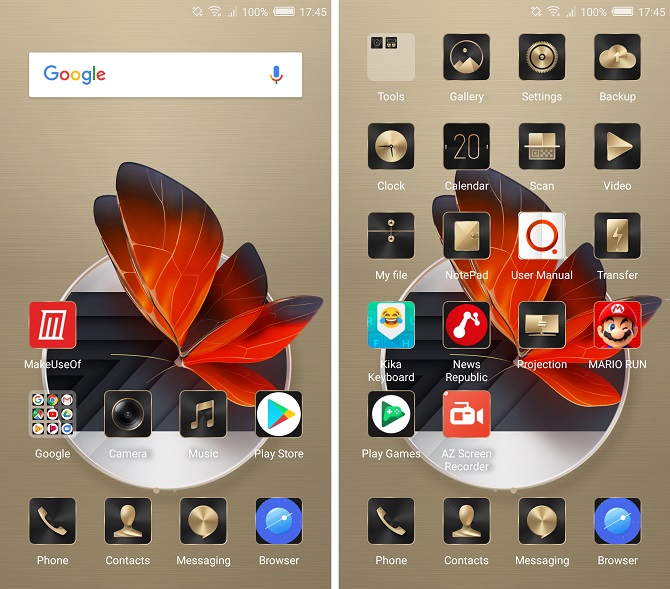 100% 17:45
Google
MakeUseOf
Google
Camera
Music
Play Store
Phone
Contacts
Messaging
Browser
100% 17:45
Tools
Gallery
Settings
Backup
Clock
20
Calendar
Scan
Video
My file
NotePad
User Manual
Transfer
Kika
Keyboard
News
Republic
Projection
MARIO RUN
Play Games
AZ Screen
Recorder
Phone
Contacts
Messaging
Browser